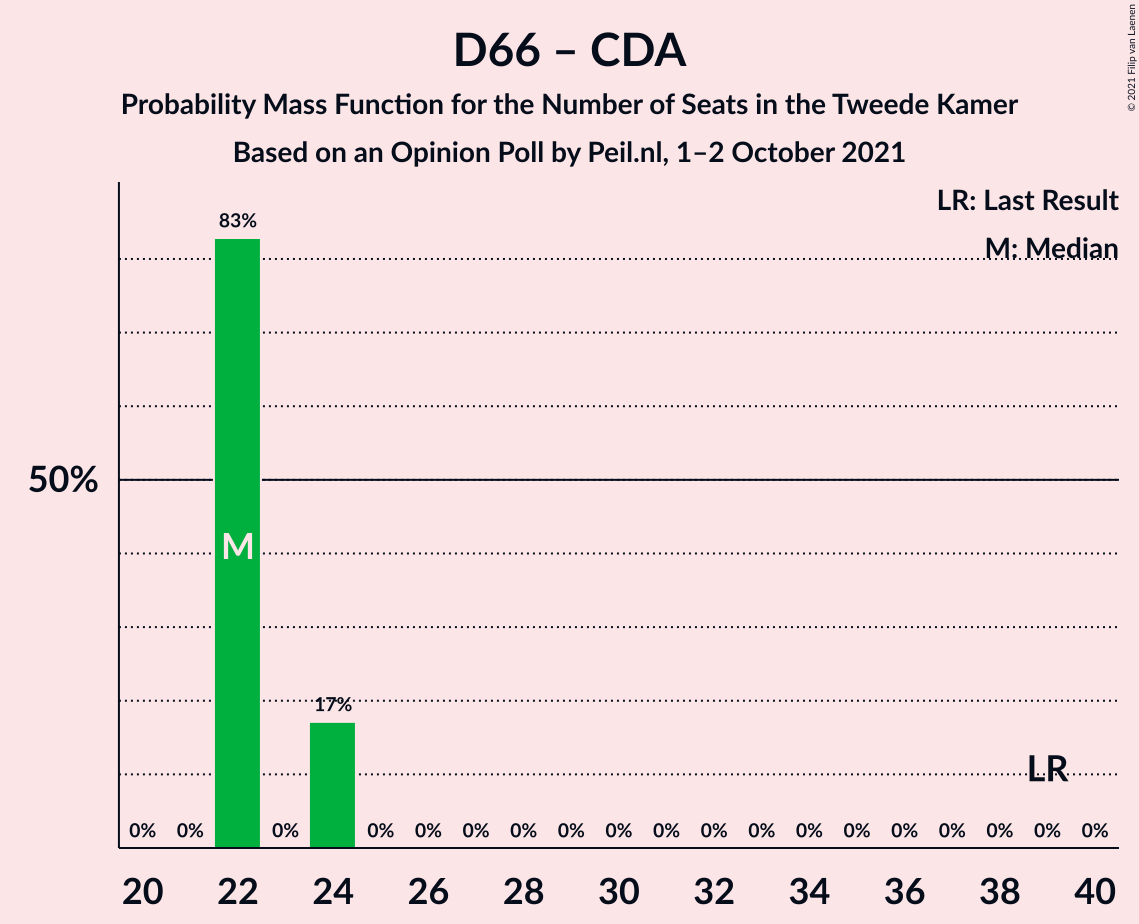 D66 – CDA
Probability Mass Function for the Number of Seats in the Tweede Kamer
Based on an Opinion Poll by Peil.nl, 1–2 October 2021
© 2021 Filip van Laenen
LR: Last Result
M: Median
83%
50%
M
17%
LR
0% 0% 0% 0% 0% 0% 0% 0% 0% 0% 0% 0% 0% 0% 0% 0% 0% 0% 0%
20 22 24 26 28 30 32 34 36 38 40